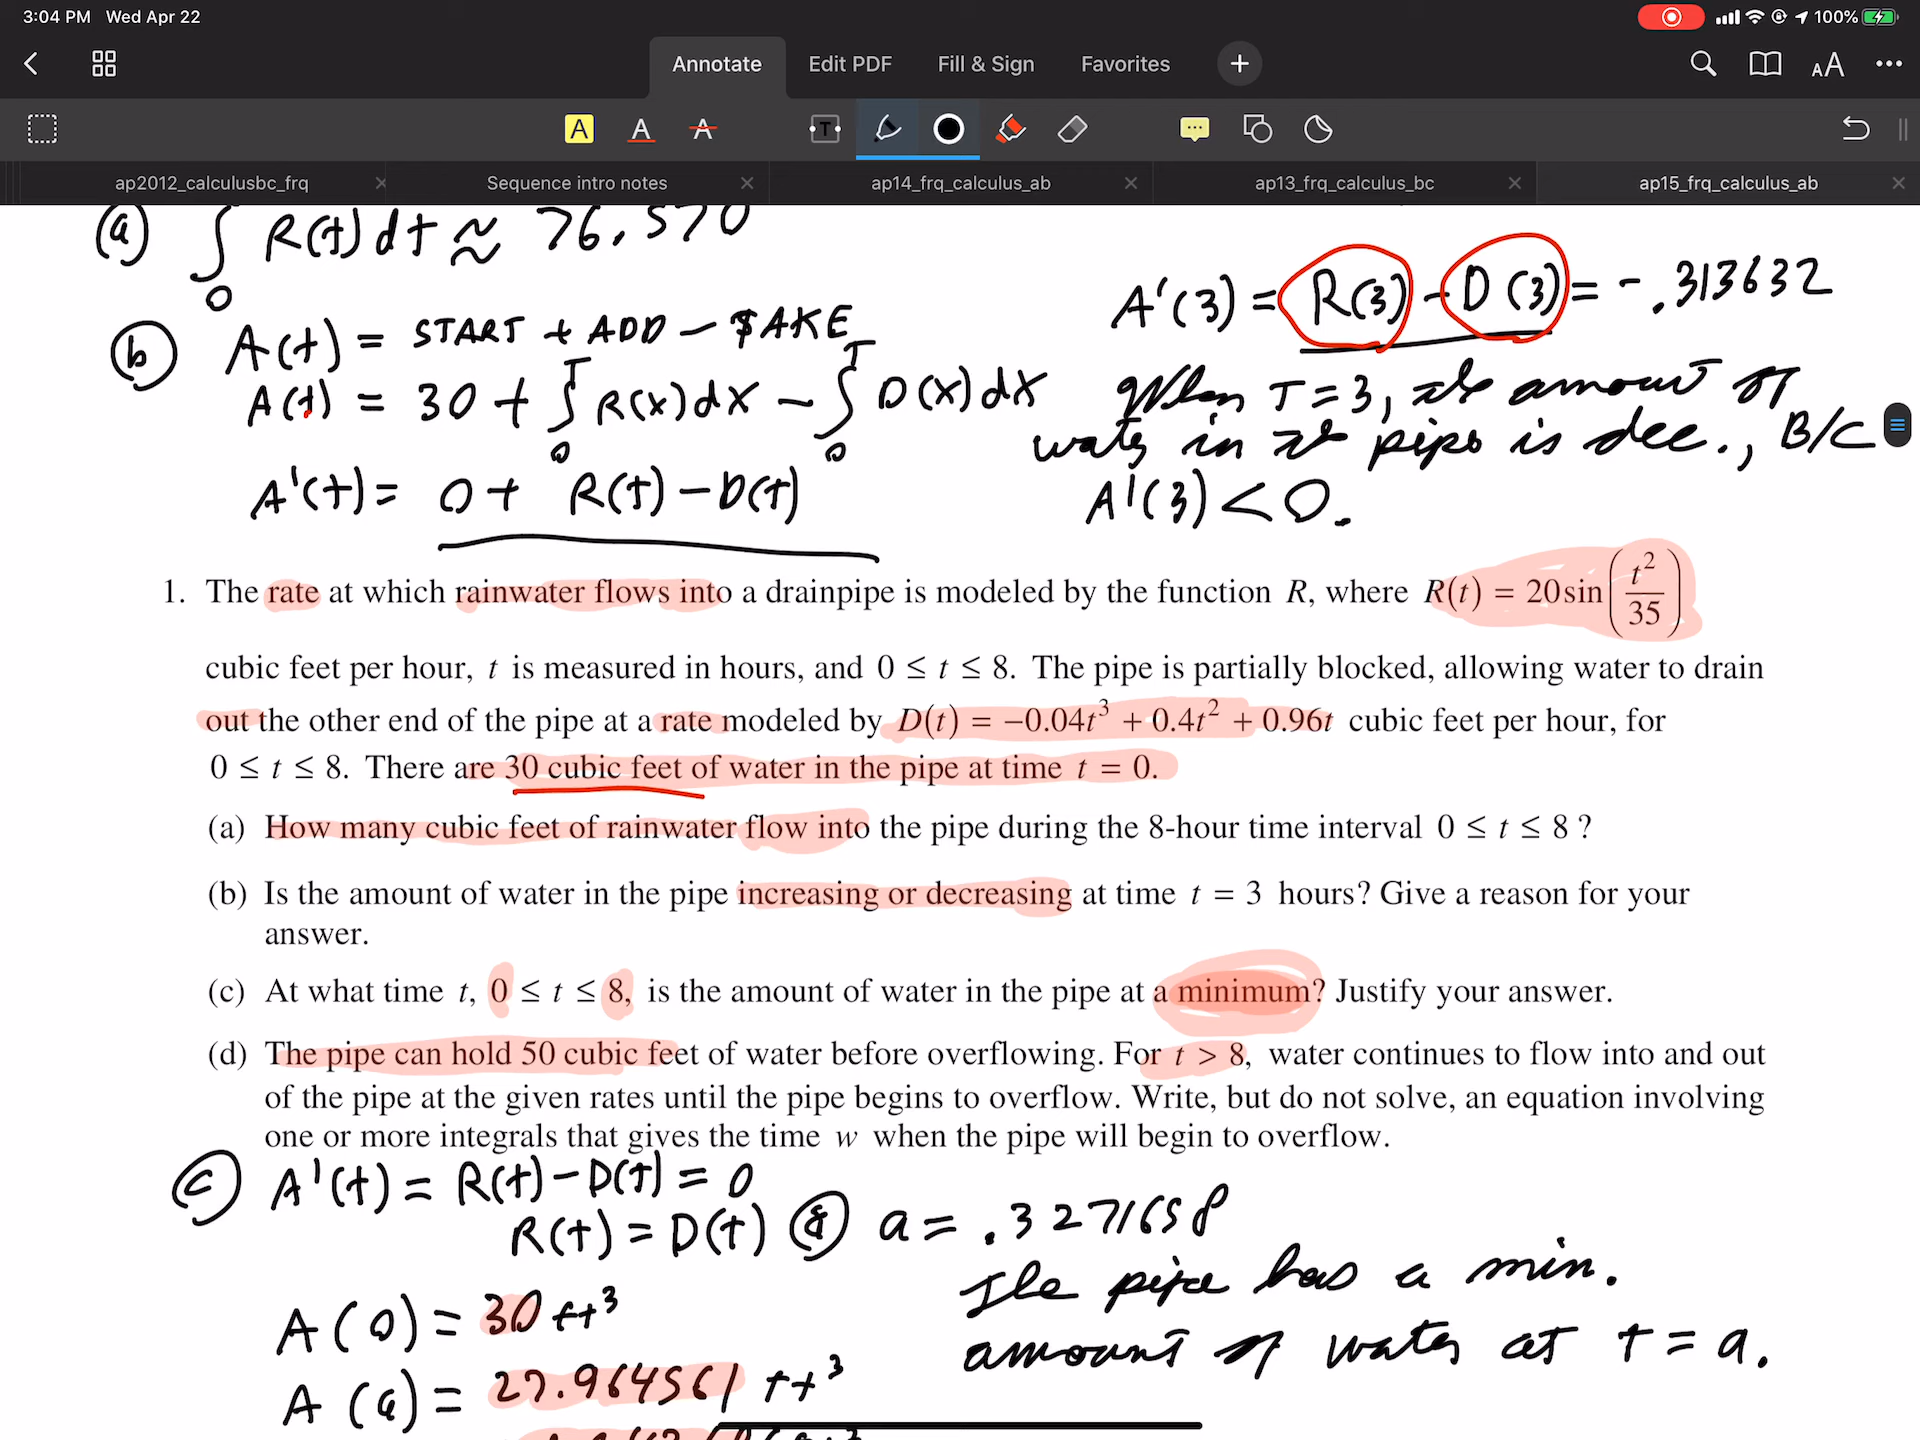 3:04 PM Wed Apr 22
100%
Annotate Edit PDF Fill & Sign Favorites
ap2012_calculusbc_frq Sequence intro notes ap14_frq_calculus_ab ap13_frq_calculus_bc ap15_frq_calculus_ab
(a) ∫₀ R(t)dt ≈ 76.570
(b) A(t) = START + ADD - TAKE
A(t) = 30 + ∫₀ᵀ R(x)dx - ∫₀ᵀ D(x)dx
A'(t) = 0 + R(t) - D(t)
A'(3) = R(3) - D(3) = -.313632
When T = 3, the amount of
water in the pipe is dec., B/C
A'(3) < 0.
1. The rate at which rainwater flows into a drainpipe is modeled by the function R, where R(t) = 20sin(t²/35)
cubic feet per hour, t is measured in hours, and 0 ≤ t ≤ 8. The pipe is partially blocked, allowing water to drain
out the other end of the pipe at a rate modeled by D(t) = −0.04t³ + 0.4t² + 0.96t cubic feet per hour, for
0 ≤ t ≤ 8. There are 30 cubic feet of water in the pipe at time t = 0.
(a) How many cubic feet of rainwater flow into the pipe during the 8-hour time interval 0 ≤ t ≤ 8 ?
(b) Is the amount of water in the pipe increasing or decreasing at time t = 3 hours? Give a reason for your
answer.
(c) At what time t, 0 ≤ t ≤ 8, is the amount of water in the pipe at a minimum? Justify your answer.
(d) The pipe can hold 50 cubic feet of water before overflowing. For t > 8, water continues to flow into and out
of the pipe at the given rates until the pipe begins to overflow. Write, but do not solve, an equation involving
one or more integrals that gives the time w when the pipe will begin to overflow.
(c) A'(t) = R(t) - D(t) = 0
R(t) = D(t) @ a = .3271658
A(0) = 30 ft³
A(a) = 27.964561 ft³
The pipe has a min.
amount of water at t = a.